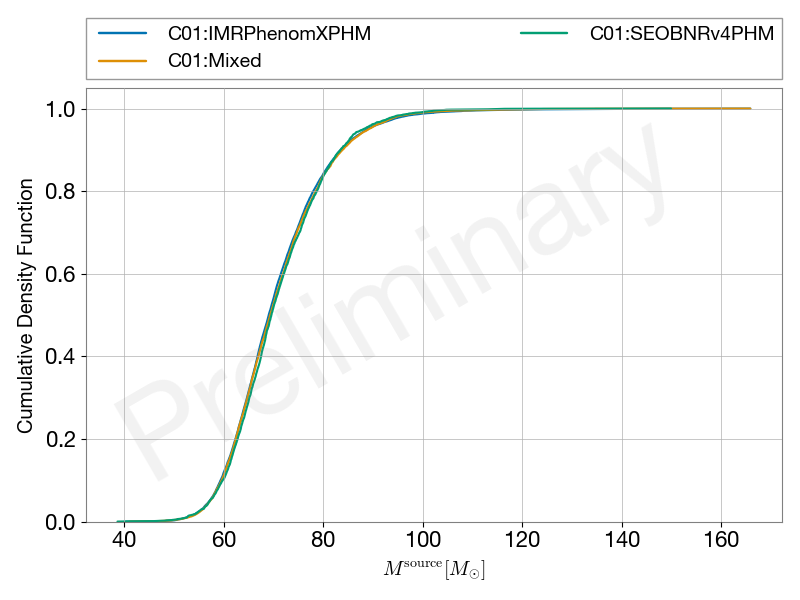 C01:IMRPhenomXPHM
C01:Mixed
C01:SEOBNRv4PHM
Preliminary
Cumulative Density Function
1.0
0.8
0.6
0.4
0.2
0.0
40 60 80 100 120 140 160
M^source [M_⊙]